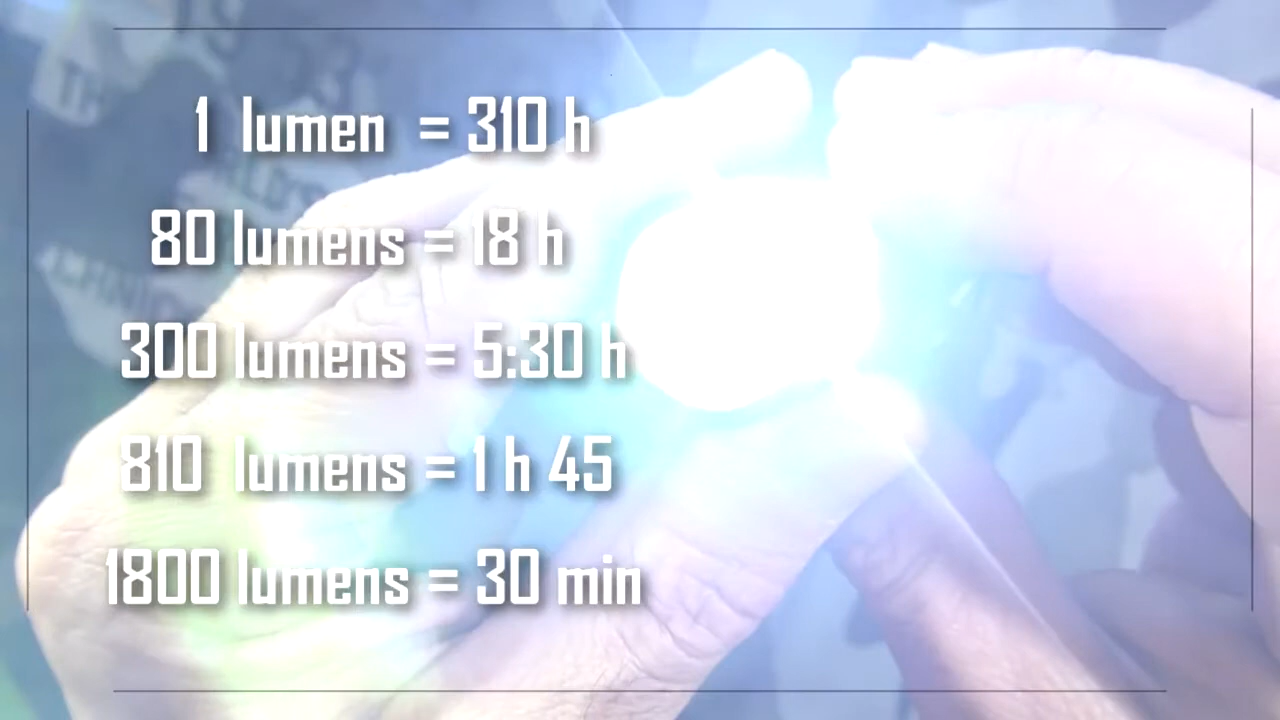 1 lumen = 310 h
80 lumens = 18 h
300 lumens = 5:30 h
810 lumens = 1 h 45
1800 lumens = 30 min